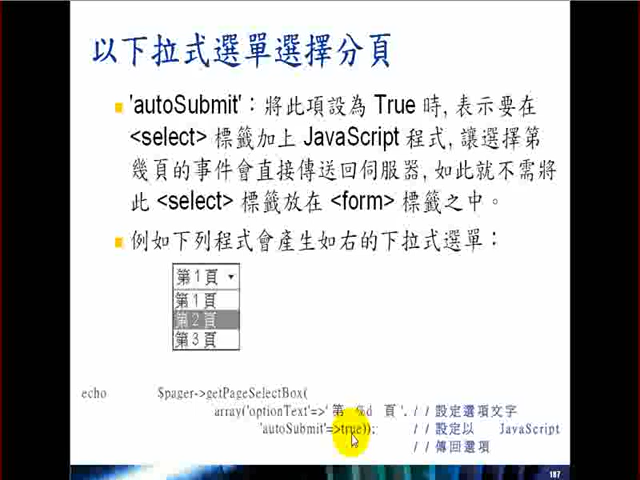 以下拉式選單選擇分頁
'autoSubmit'：將此項設為 True 時, 表示要在
<select> 標籤加上 JavaScript 程式, 讓選擇第
幾頁的事件會直接傳送回伺服器, 如此就不需將
此 <select> 標籤放在 <form> 標籤之中。
例如下列程式會產生如右的下拉式選單：
第1頁
第1頁
第2頁
第3頁
echo $pager->getPageSelectBox(
array('optionText'=>'第 %d 頁', // 設定選項文字
'autoSubmit'=>true)); // 設定以 JavaScript
// 傳回選項
187